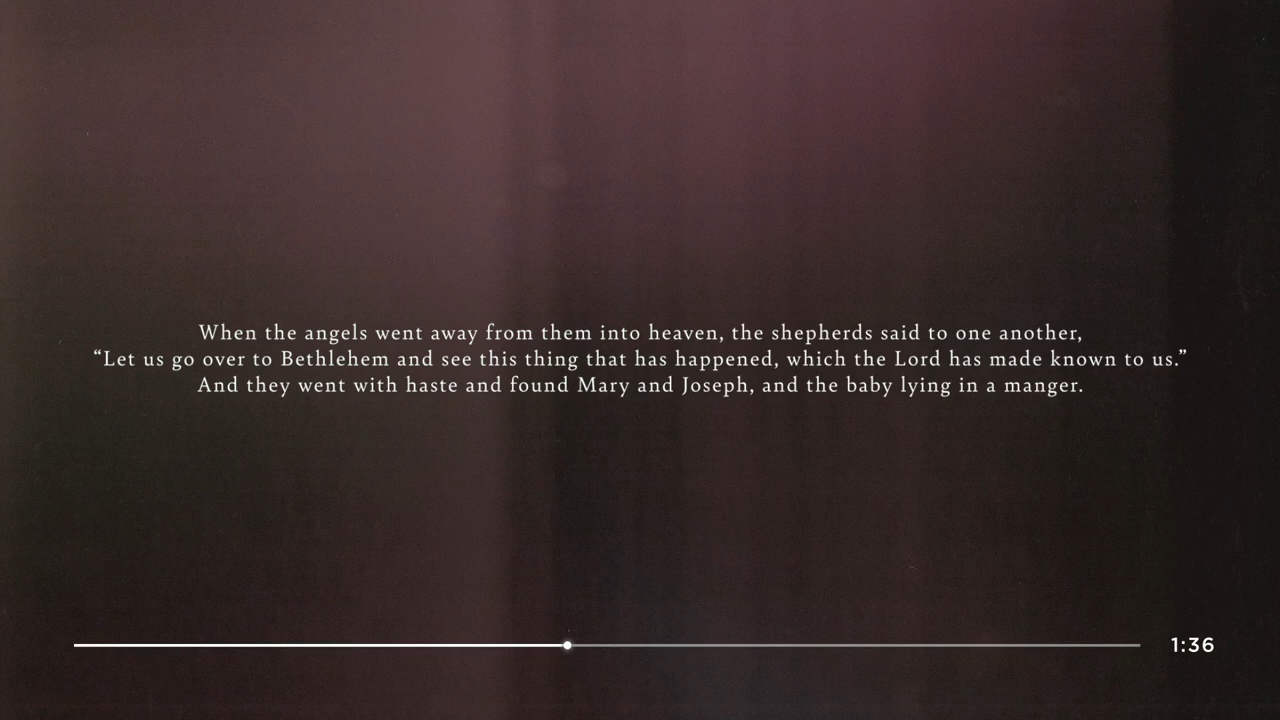 When the angels went away from them into heaven, the shepherds said to one another,
“Let us go over to Bethlehem and see this thing that has happened, which the Lord has made known to us.”
And they went with haste and found Mary and Joseph, and the baby lying in a manger.
1:36